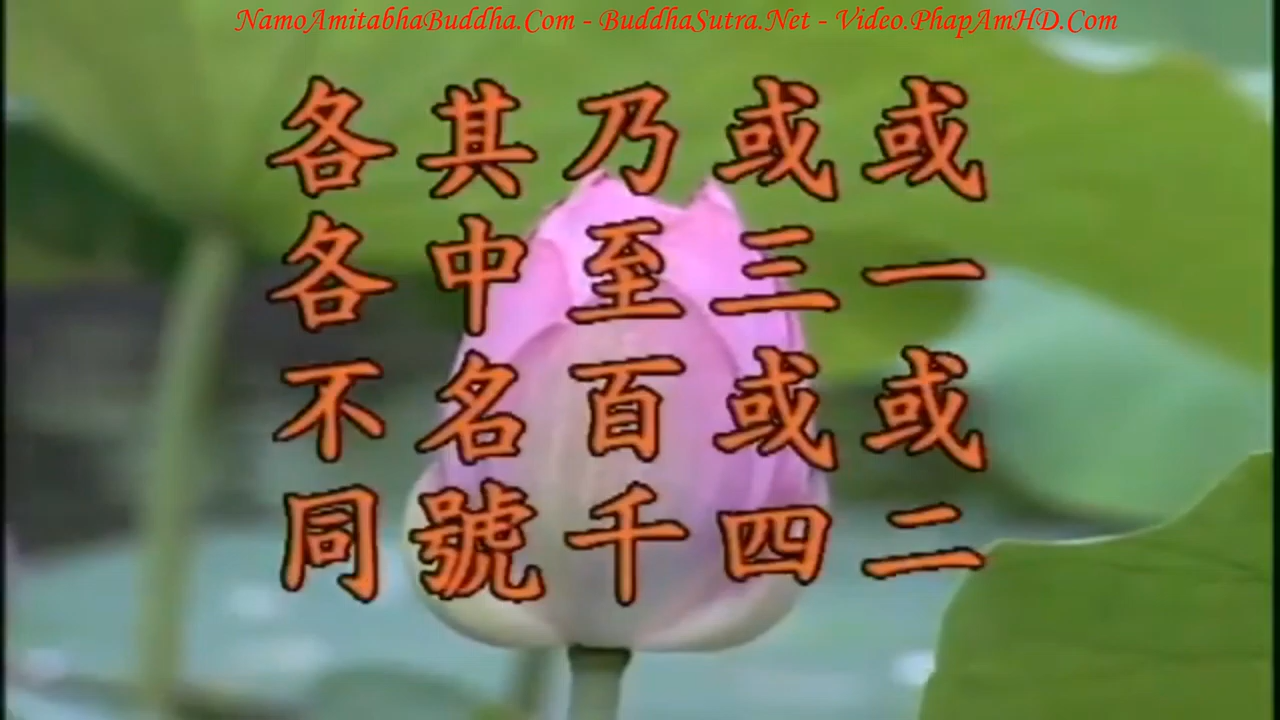 NamoAmitabhaBuddha.Com - BuddhaSutra.Net - Video.PhapAmHD.Com
或一或二
或三或四
乃至百千
其中名號
各各不同